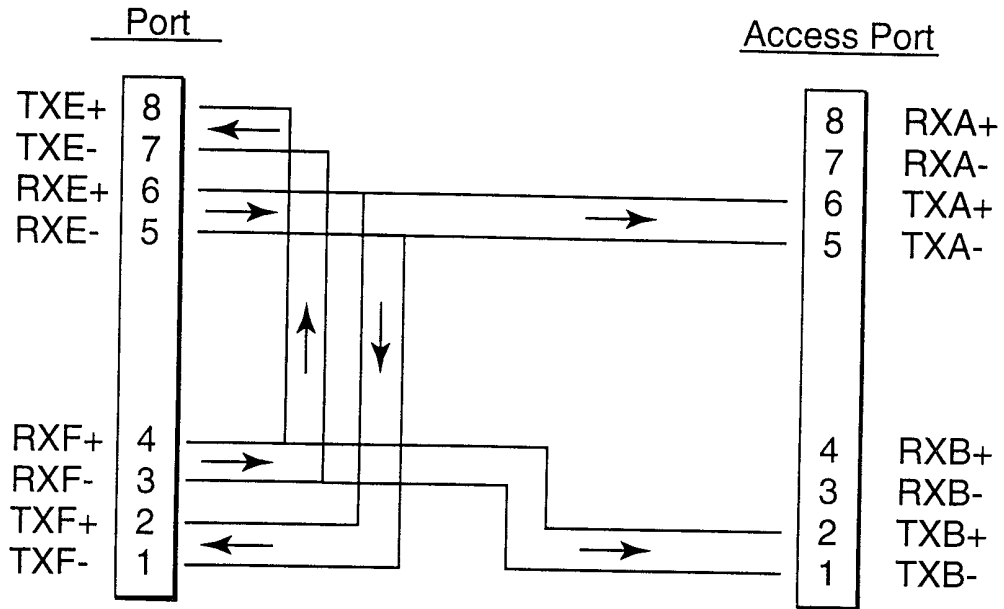 Port
Access Port
TXE+ 8
TXE- 7
RXE+ 6
RXE- 5
RXF+ 4
RXF- 3
TXF+ 2
TXF- 1
8 RXA+
7 RXA-
6 TXA+
5 TXA-
4 RXB+
3 RXB-
2 TXB+
1 TXB-